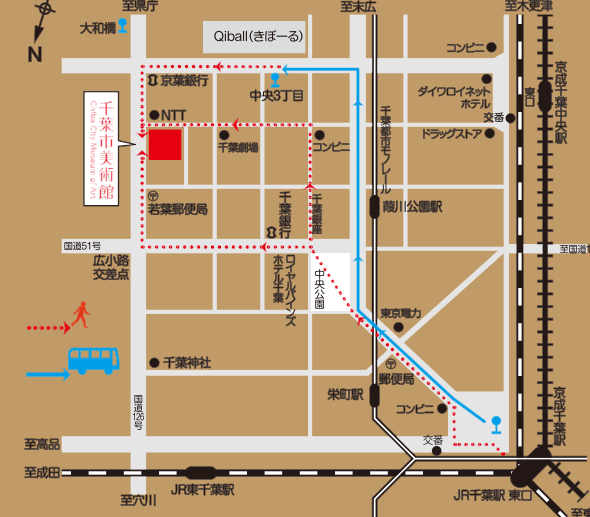 至県庁
至末広
至木更津
大和橋
Qiball(きぼーる)
コンビニ
N
京葉銀行
中央3丁目
ダイワロイネット
ホテル
東口
京成千葉中央駅
千葉市美術館
Chiba City Museum of Art
NTT
千葉都市モノレール
交番
千葉劇場
コンビニ
ドラッグストア
若葉郵便局
千葉銀行
千葉銀座
葭川公園駅
国道51号
広小路
交差点
ロイヤルパインズ
ホテル千葉
中央公園
東京電力
千葉神社
郵便局
栄町駅
コンビニ
国道126号
京成千葉駅
至高品
交番
至成田
JR東千葉駅
至穴川
JR千葉駅 東口